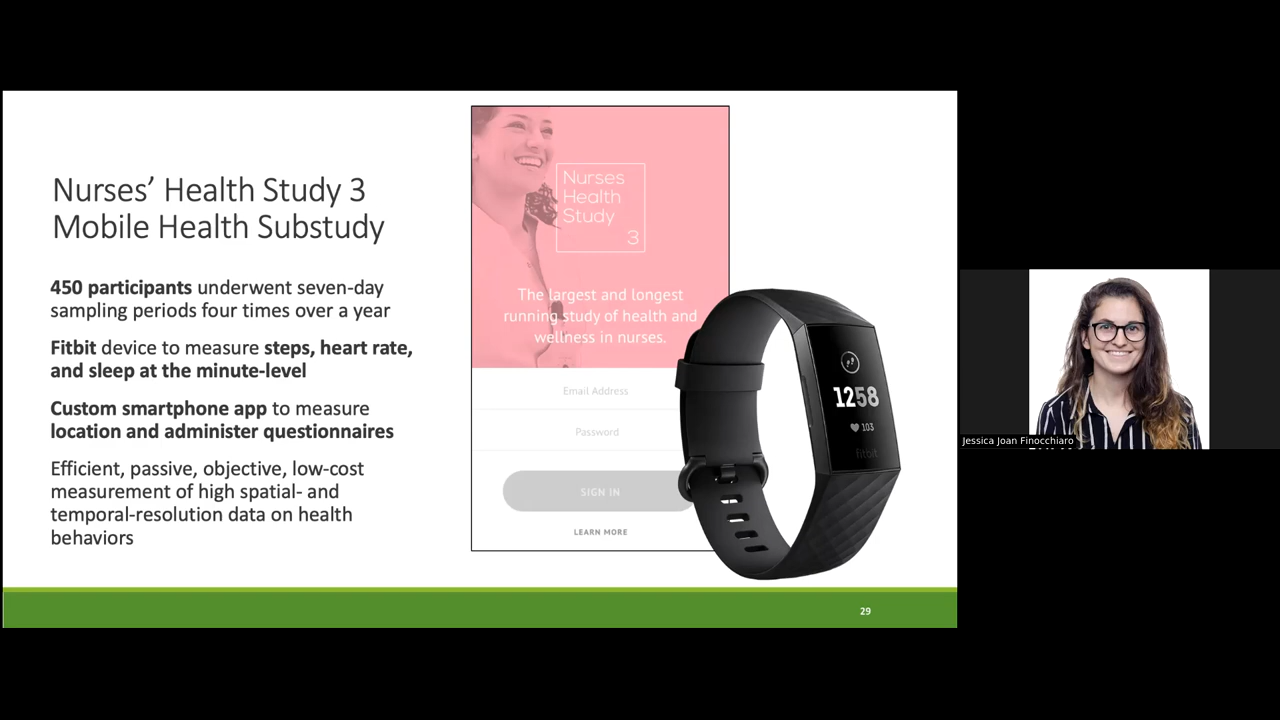 Nurses' Health Study 3
Mobile Health Substudy
450 participants underwent seven-day
sampling periods four times over a year
Fitbit device to measure steps, heart rate,
and sleep at the minute-level
Custom smartphone app to measure
location and administer questionnaires
Efficient, passive, objective, low-cost
measurement of high spatial- and
temporal-resolution data on health
behaviors
Nurses
Health
Study
3
The largest and longest
running study of health and
wellness in nurses.
Email Address
Password
SIGN IN
LEARN MORE
1258
103
fitbit
29
Jessica Joan Finocchiaro